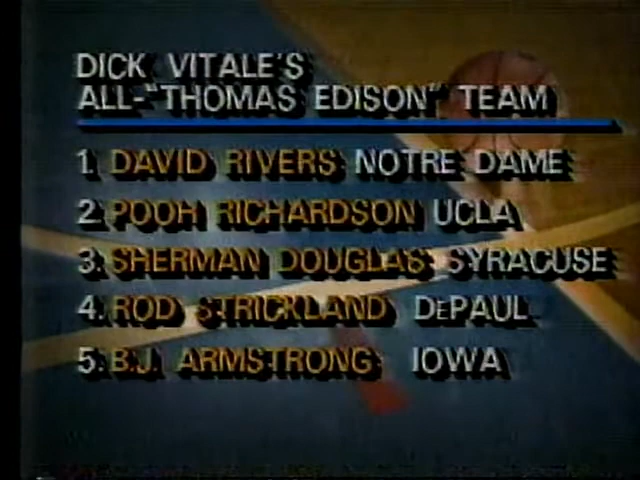 DICK VITALE'S
ALL-"THOMAS EDISON" TEAM
1. DAVID RIVERS NOTRE DAME
2. POOH RICHARDSON UCLA
3. SHERMAN DOUGLAS SYRACUSE
4. ROD STRICKLAND DEPAUL
5. B.J. ARMSTRONG IOWA